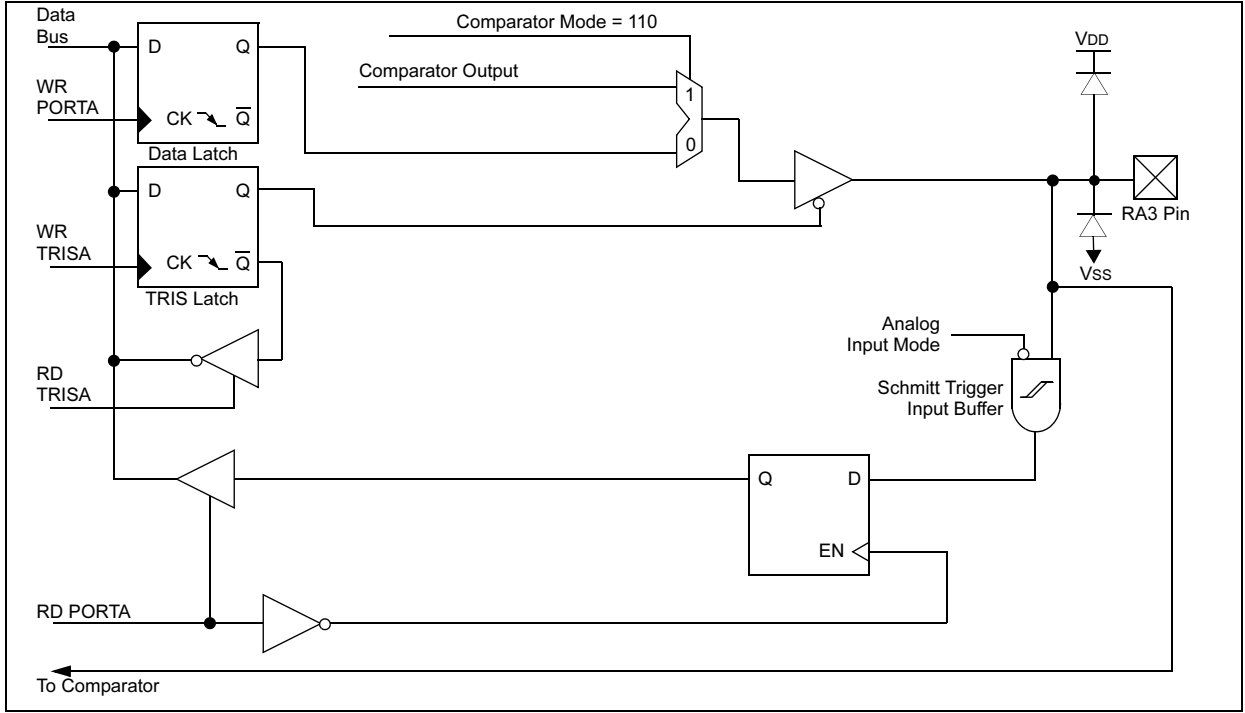 Data
Bus
D
Q
Comparator Mode = 110
VDD
Comparator Output
1
WR
PORTA
CK
Q
0
Data Latch
D
Q
RA3 Pin
WR
TRISA
CK
Q
VSS
TRIS Latch
Analog
Input Mode
RD
TRISA
Schmitt Trigger
Input Buffer
Q
D
EN
RD PORTA
To Comparator